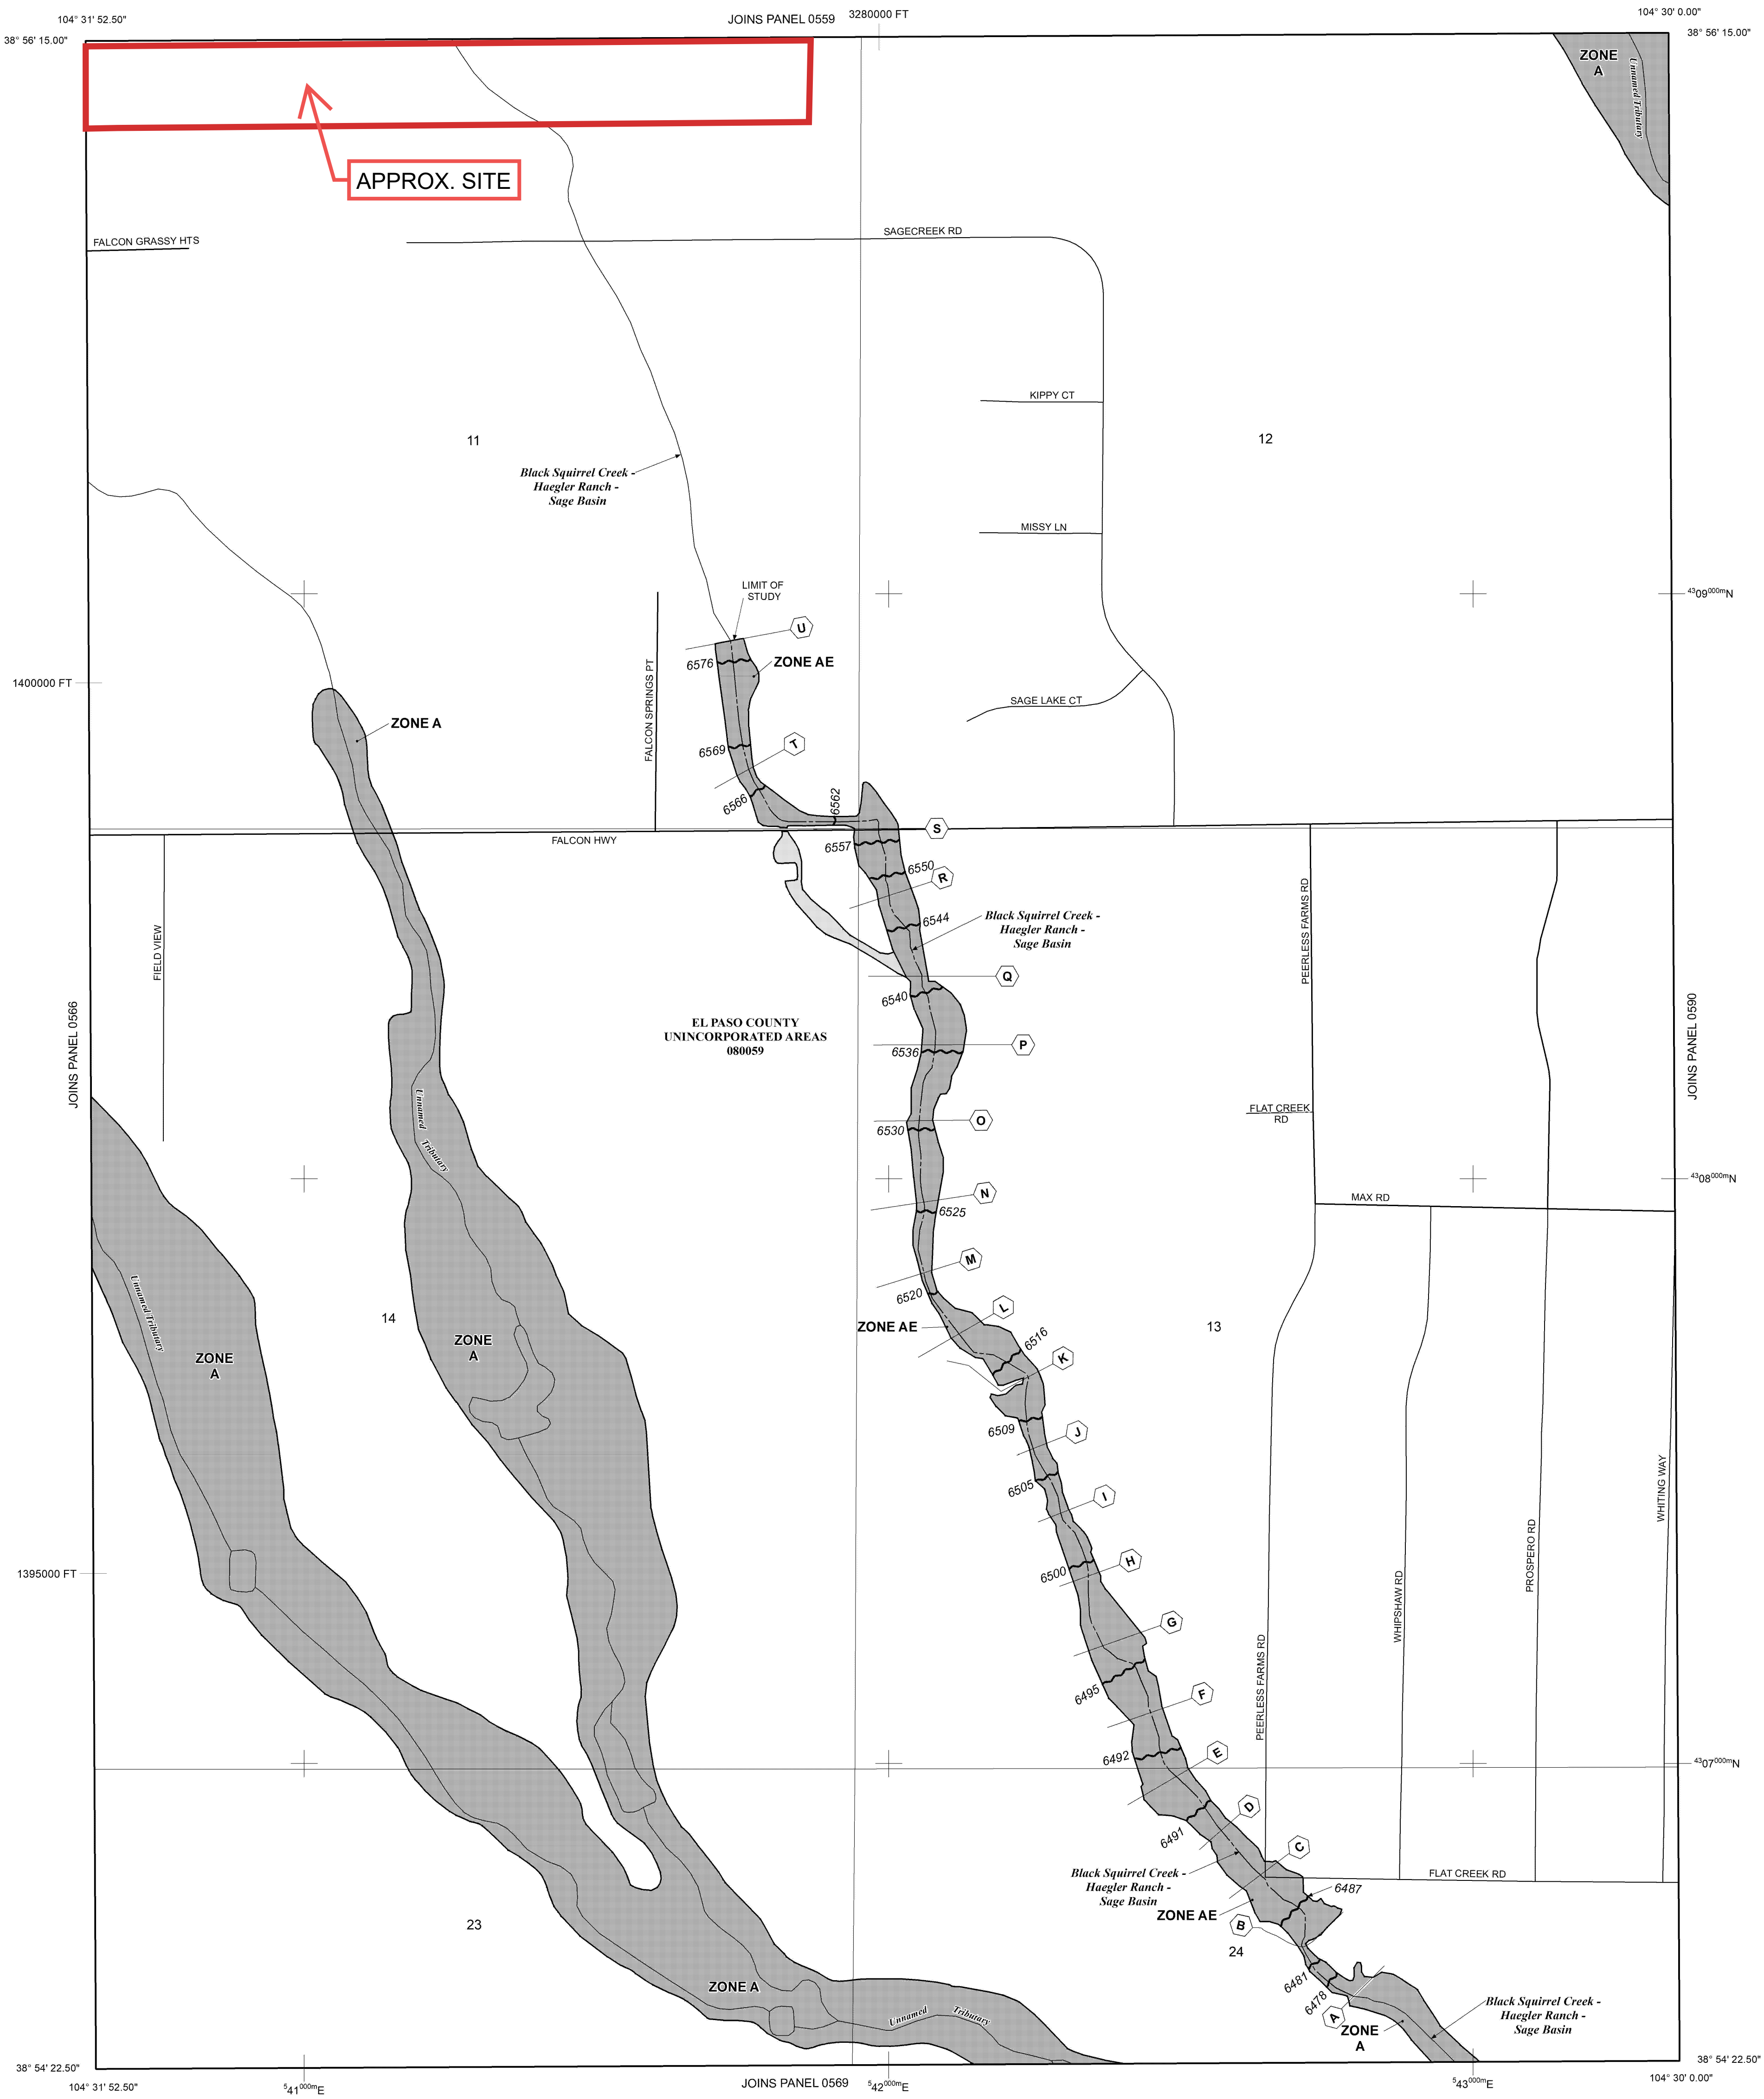 104° 31' 52.50"
JOINS PANEL 0559
3280000 FT
104° 30' 0.00"
38° 56' 15.00"
38° 56' 15.00"
ZONE
A
Unnamed Tributary
APPROX. SITE
FALCON GRASSY HTS
SAGECREEK RD
KIPPY CT
11
12
Black Squirrel Creek -
Haegler Ranch -
Sage Basin
MISSY LN
LIMIT OF
STUDY
4309000mN
U
6576
ZONE AE
FALCON SPRINGS PT
1400000 FT
SAGE LAKE CT
ZONE A
6569
T
6566
6562
S
FALCON HWY
6557
6550
R
PEERLESS FARMS RD
6544
Black Squirrel Creek -
Haegler Ranch -
Sage Basin
FIELD VIEW
Q
6540
EL PASO COUNTY
UNINCORPORATED AREAS
080059
JOINS PANEL 0566
JOINS PANEL 0590
P
6536
Unnamed
Tributary
FLAT CREEK
RD
O
6530
4308000mN
N
6525
MAX RD
M
6520
Unnamed Tributary
L
14
ZONE AE
13
6516
ZONE
A
ZONE
A
K
6509
J
6505
I
WHITING WAY
6500
H
1395000 FT
PROSPERO RD
WHIPSHAW RD
G
PEERLESS FARMS RD
6495
F
6492
E
4307000mN
D
6491
C
Black Squirrel Creek -
Haegler Ranch -
Sage Basin
FLAT CREEK RD
6487
ZONE AE
B
23
24
6481
6478
A
ZONE A
Unnamed
Tributary
Black Squirrel Creek -
Haegler Ranch -
Sage Basin
ZONE
A
38° 54' 22.50"
38° 54' 22.50"
104° 31' 52.50"
541000mE
JOINS PANEL 0569
542000mE
543000mE
104° 30' 0.00"